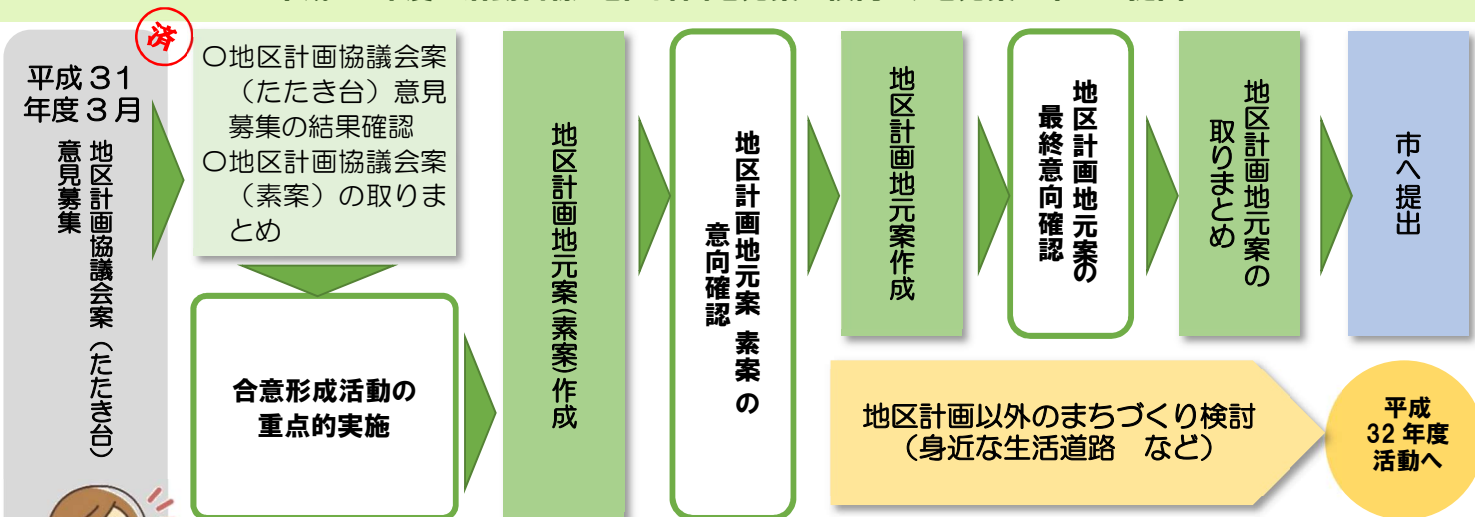 済
平成31
年度3月
地区計画協議会案（たたき台）
意見募集
〇地区計画協議会案
（たたき台）意見
募集の結果確認
〇地区計画協議会案
（素案）の取りま
とめ
合意形成活動の
重点的実施
地区計画地元案（素案）作成
地区計画地元案 素案 の
意向確認
地区計画地元案作成
地区計画地元案の
最終意向確認
地区計画地元案の
取りまとめ
市へ提出
地区計画以外のまちづくり検討
（身近な生活道路　など）
平成
32年度
活動へ